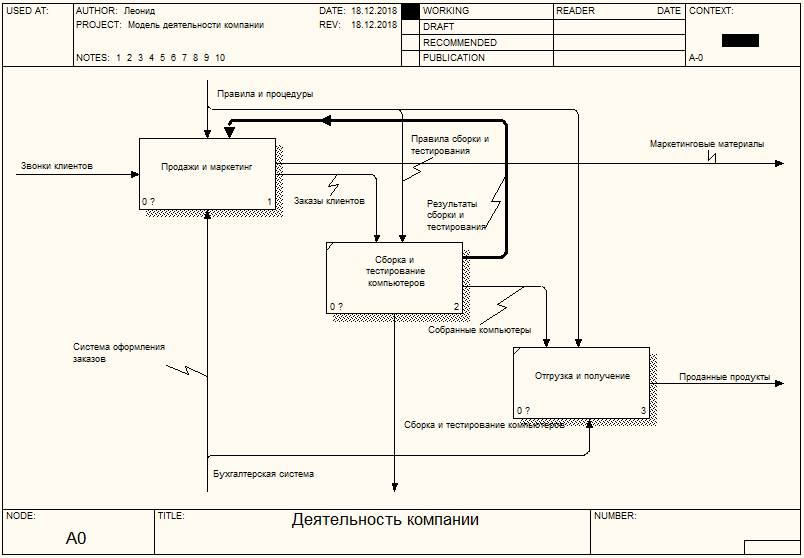 USED AT:
AUTHOR: Леонид
DATE: 18.12.2018
PROJECT: Модель деятельности компании
REV: 18.12.2018
NOTES: 1 2 3 4 5 6 7 8 9 10
WORKING
DRAFT
RECOMMENDED
PUBLICATION
READER
DATE
CONTEXT:
A-0
Правила и процедуры
Звонки клиентов
Продажи и маркетинг
0 ?
1
Правила сборки и
тестирования
Маркетинговые материалы
Заказы клиентов
Результаты
сборки и
тестирования
Сборка и
тестирование
компьютеров
0 ?
2
Собранные компьютеры
Система оформления
заказов
Отгрузка и получение
0 ?
3
Проданные продукты
Сборка и тестирование компьютеров
Бухгалтерская система
NODE:
A0
TITLE:
Деятельность компании
NUMBER: